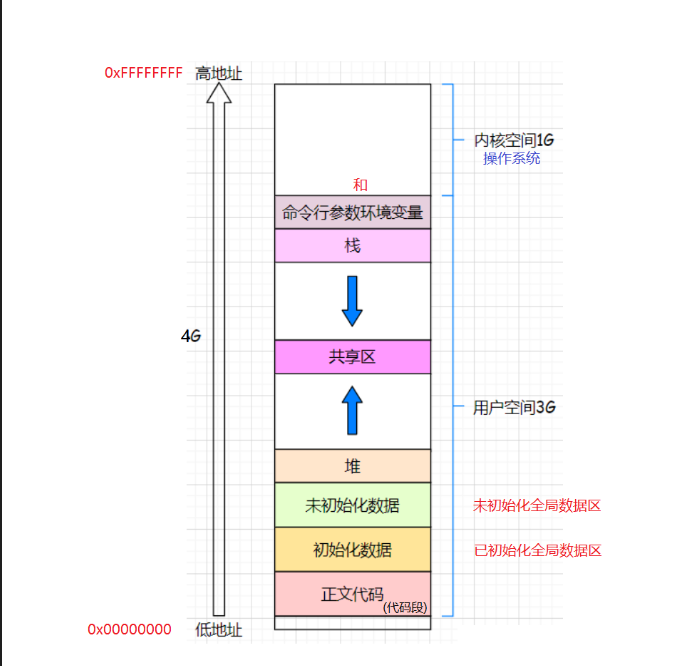 0xFFFFFFFF 高地址
内核空间1G
操作系统
和
命令行参数环境变量
栈
4G
共享区
用户空间3G
堆
未初始化数据 未初始化全局数据区
初始化数据 已初始化全局数据区
正文代码
(代码段)
0x00000000 低地址